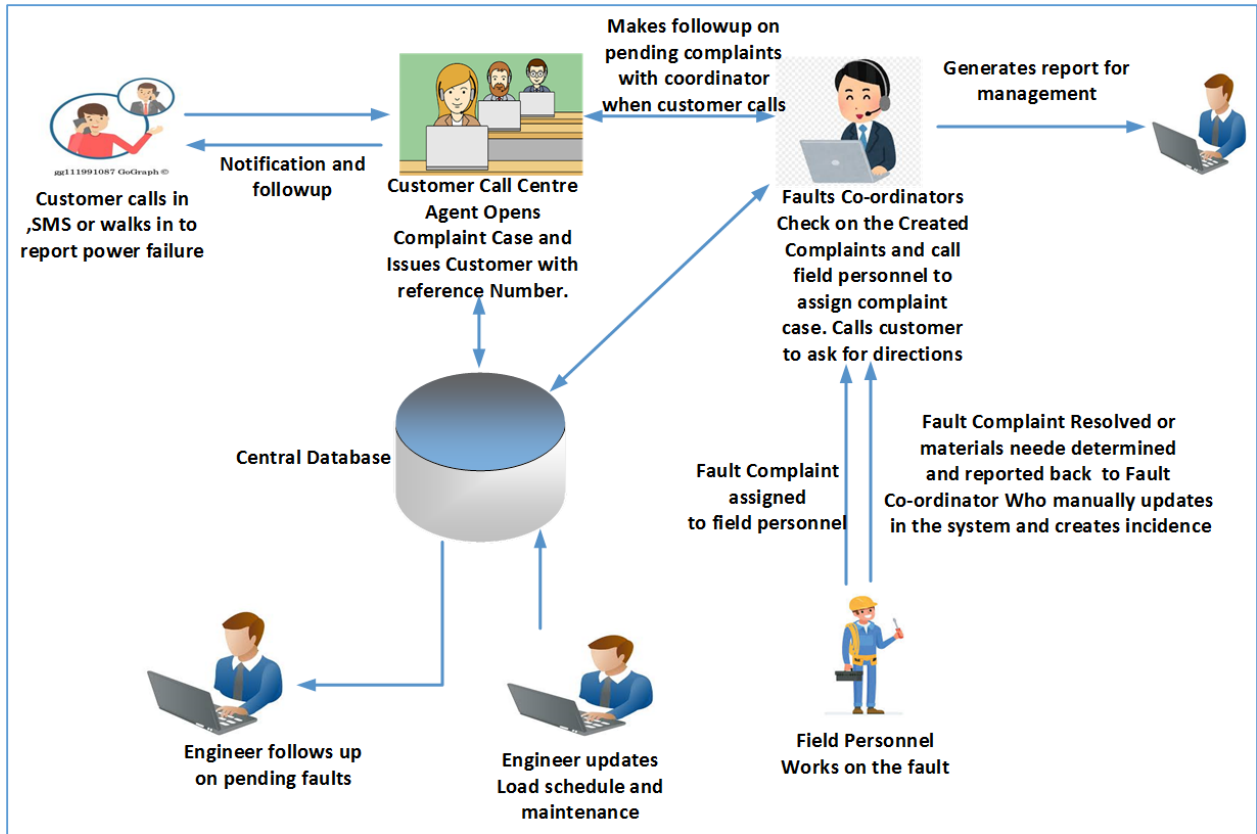 Makes followup on
pending complaints
with coordinator
when customer calls
Generates report for
management
gg111991087 GoGraph ©
Notification and
followup
Customer calls in
,SMS or walks in to
report power failure
Customer Call Centre
Agent Opens
Complaint Case and
Issues Customer with
reference Number.
Faults Co-ordinators
Check on the Created
Complaints and call
field personnel to
assign complaint
case. Calls customer
to ask for directions
Central Database
Fault Complaint
assigned
to field personnel
Fault Complaint Resolved or
materials neede determined
and reported back to Fault
Co-ordinator Who manually updates
in the system and creates incidence
Engineer follows up
on pending faults
Engineer updates
Load schedule and
maintenance
Field Personnel
Works on the fault